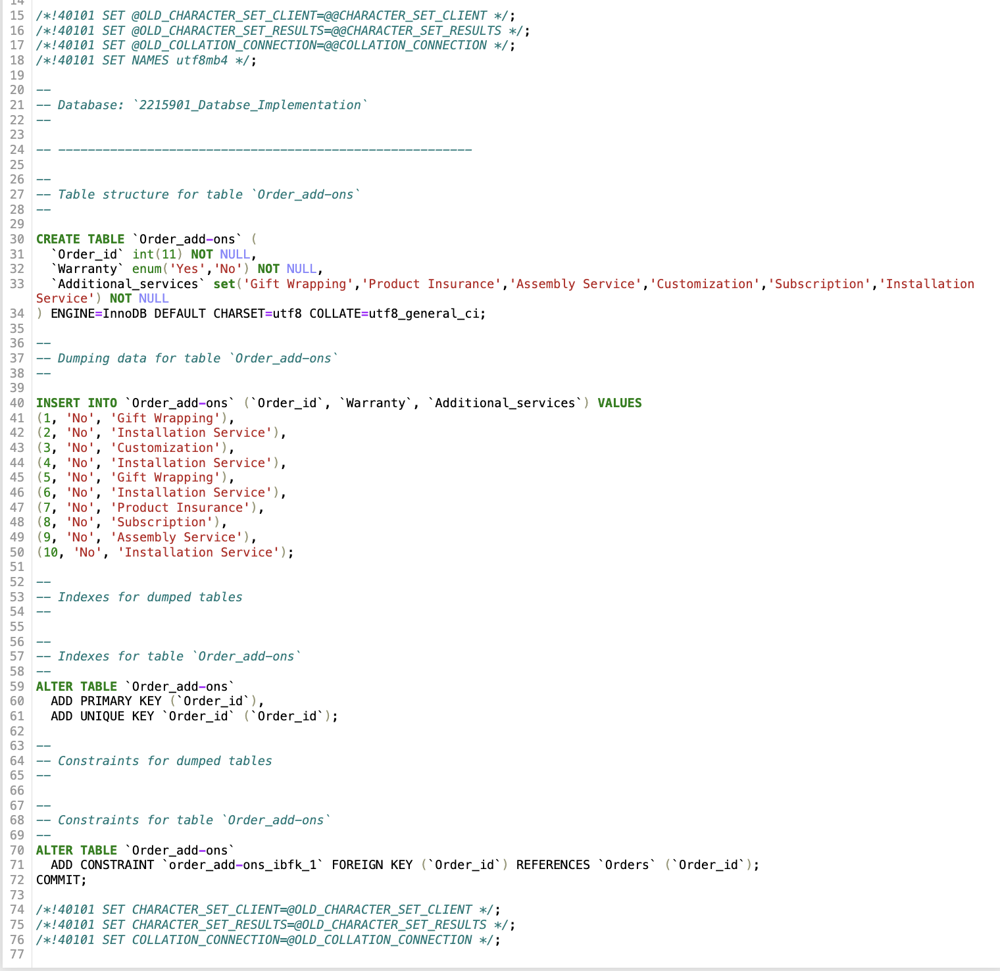 14
15 /*!40101 SET @OLD_CHARACTER_SET_CLIENT=@@CHARACTER_SET_CLIENT */;
16 /*!40101 SET @OLD_CHARACTER_SET_RESULTS=@@CHARACTER_SET_RESULTS */;
17 /*!40101 SET @OLD_COLLATION_CONNECTION=@@COLLATION_CONNECTION */;
18 /*!40101 SET NAMES utf8mb4 */;
19
20 --
21 -- Database: `2215901_Databse_Implementation`
22 --
23
24 -- --------------------------------------------------------
25
26 --
27 -- Table structure for table `Order_add-ons`
28 --
29
30 CREATE TABLE `Order_add-ons` (
31   `Order_id` int(11) NOT NULL,
32   `Warranty` enum('Yes','No') NOT NULL,
33   `Additional_services` set('Gift Wrapping','Product Insurance','Assembly Service','Customization','Subscription','Installation
Service') NOT NULL
34 ) ENGINE=InnoDB DEFAULT CHARSET=utf8 COLLATE=utf8_general_ci;
35
36 --
37 -- Dumping data for table `Order_add-ons`
38 --
39
40 INSERT INTO `Order_add-ons` (`Order_id`, `Warranty`, `Additional_services`) VALUES
41 (1, 'No', 'Gift Wrapping'),
42 (2, 'No', 'Installation Service'),
43 (3, 'No', 'Customization'),
44 (4, 'No', 'Installation Service'),
45 (5, 'No', 'Gift Wrapping'),
46 (6, 'No', 'Installation Service'),
47 (7, 'No', 'Product Insurance'),
48 (8, 'No', 'Subscription'),
49 (9, 'No', 'Assembly Service'),
50 (10, 'No', 'Installation Service');
51
52 --
53 -- Indexes for dumped tables
54 --
55
56 --
57 -- Indexes for table `Order_add-ons`
58 --
59 ALTER TABLE `Order_add-ons`
60   ADD PRIMARY KEY (`Order_id`),
61   ADD UNIQUE KEY `Order_id` (`Order_id`);
62
63 --
64 -- Constraints for dumped tables
65 --
66
67 --
68 -- Constraints for table `Order_add-ons`
69 --
70 ALTER TABLE `Order_add-ons`
71   ADD CONSTRAINT `order_add-ons_ibfk_1` FOREIGN KEY (`Order_id`) REFERENCES `Orders` (`Order_id`);
72 COMMIT;
73
74 /*!40101 SET CHARACTER_SET_CLIENT=@OLD_CHARACTER_SET_CLIENT */;
75 /*!40101 SET CHARACTER_SET_RESULTS=@OLD_CHARACTER_SET_RESULTS */;
76 /*!40101 SET COLLATION_CONNECTION=@OLD_COLLATION_CONNECTION */;
77